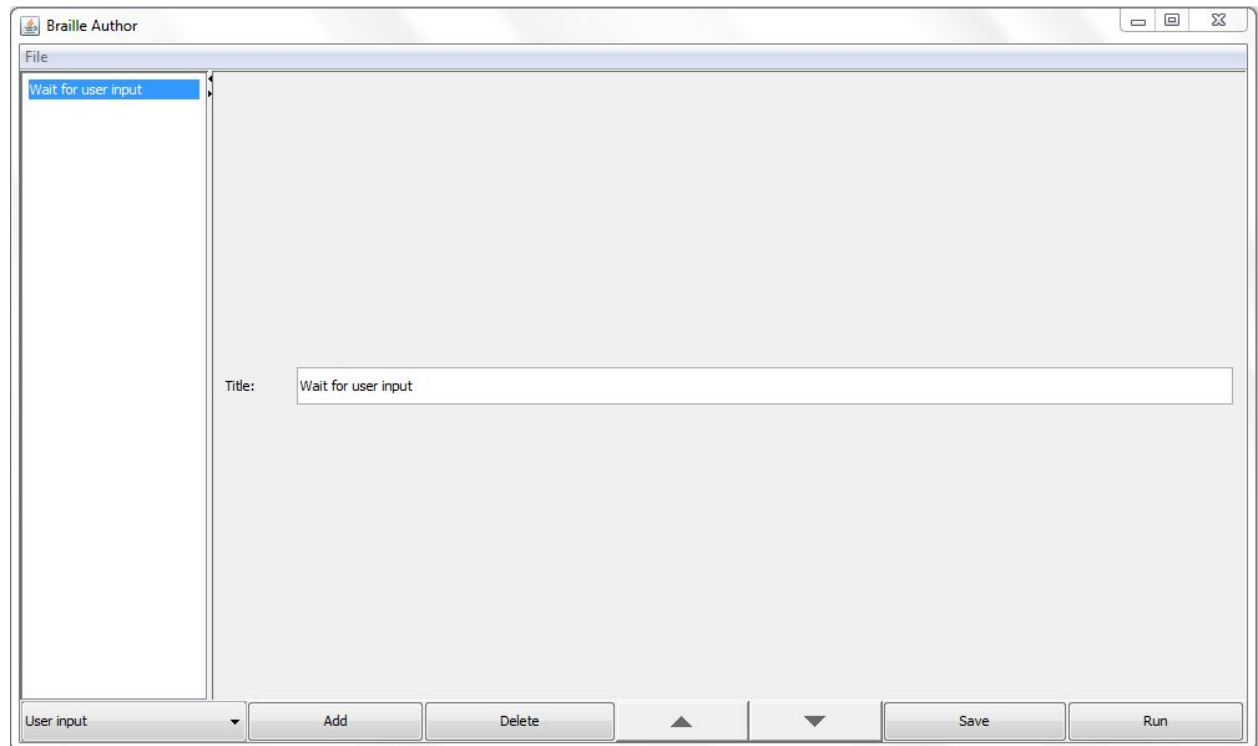 Braille Author
File
Wait for user input
Title: Wait for user input
User input Add Delete Save Run